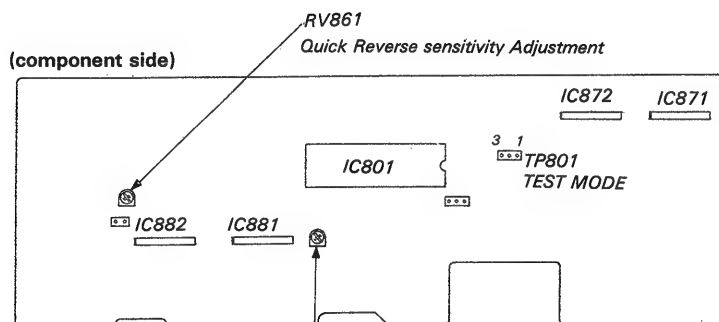 RV861
Quick Reverse sensitivity Adjustment
(component side)
IC872 IC871
3 1
IC801
TP801
TEST MODE
IC882 IC881